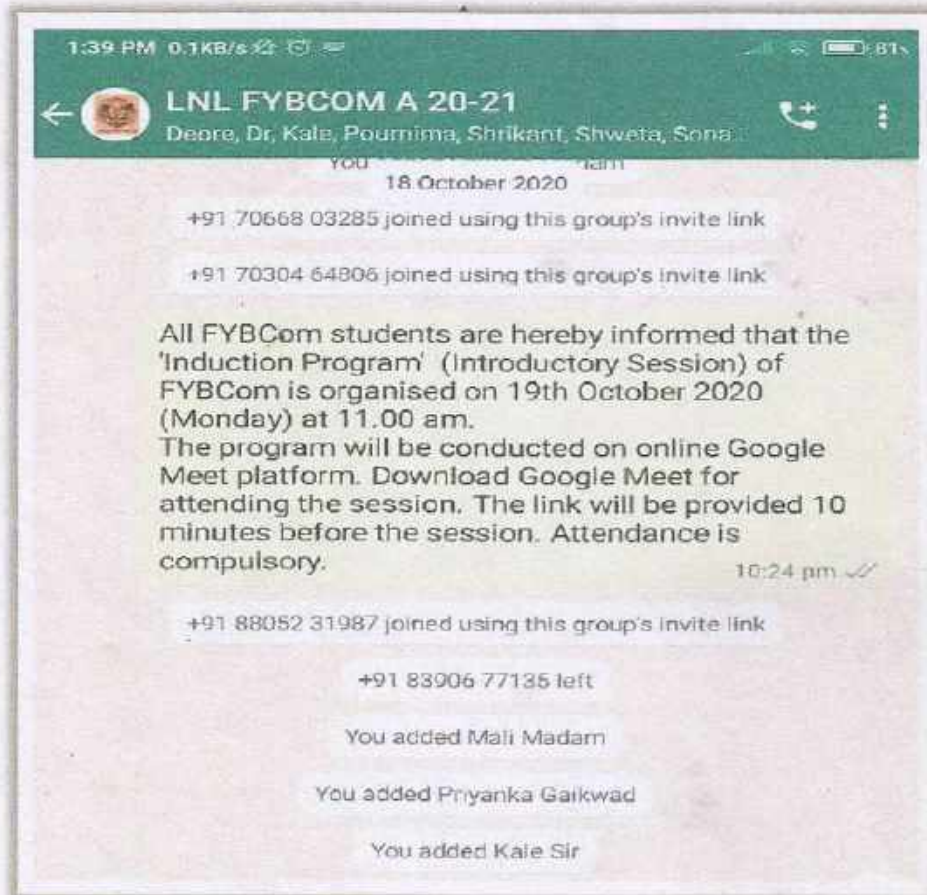 1:39 PM 0.1KB/s 81%
LNL FYBCOM A 20-21
Deore, Dr, Kale, Pournima, Shrikant, Shweta, Sona...
You
18 October 2020
+91 70668 03285 joined using this group's invite link
+91 70304 64806 joined using this group's invite link
All FYBCom students are hereby informed that the
'Induction Program' (Introductory Session) of
FYBCom is organised on 19th October 2020
(Monday) at 11.00 am.
The program will be conducted on online Google
Meet platform. Download Google Meet for
attending the session. The link will be provided 10
minutes before the session. Attendance is
compulsory.
10:24 pm
+91 88052 31987 joined using this group's invite link
+91 83906 77135 left
You added Mali Madam
You added Priyanka Gaikwad
You added Kale Sir